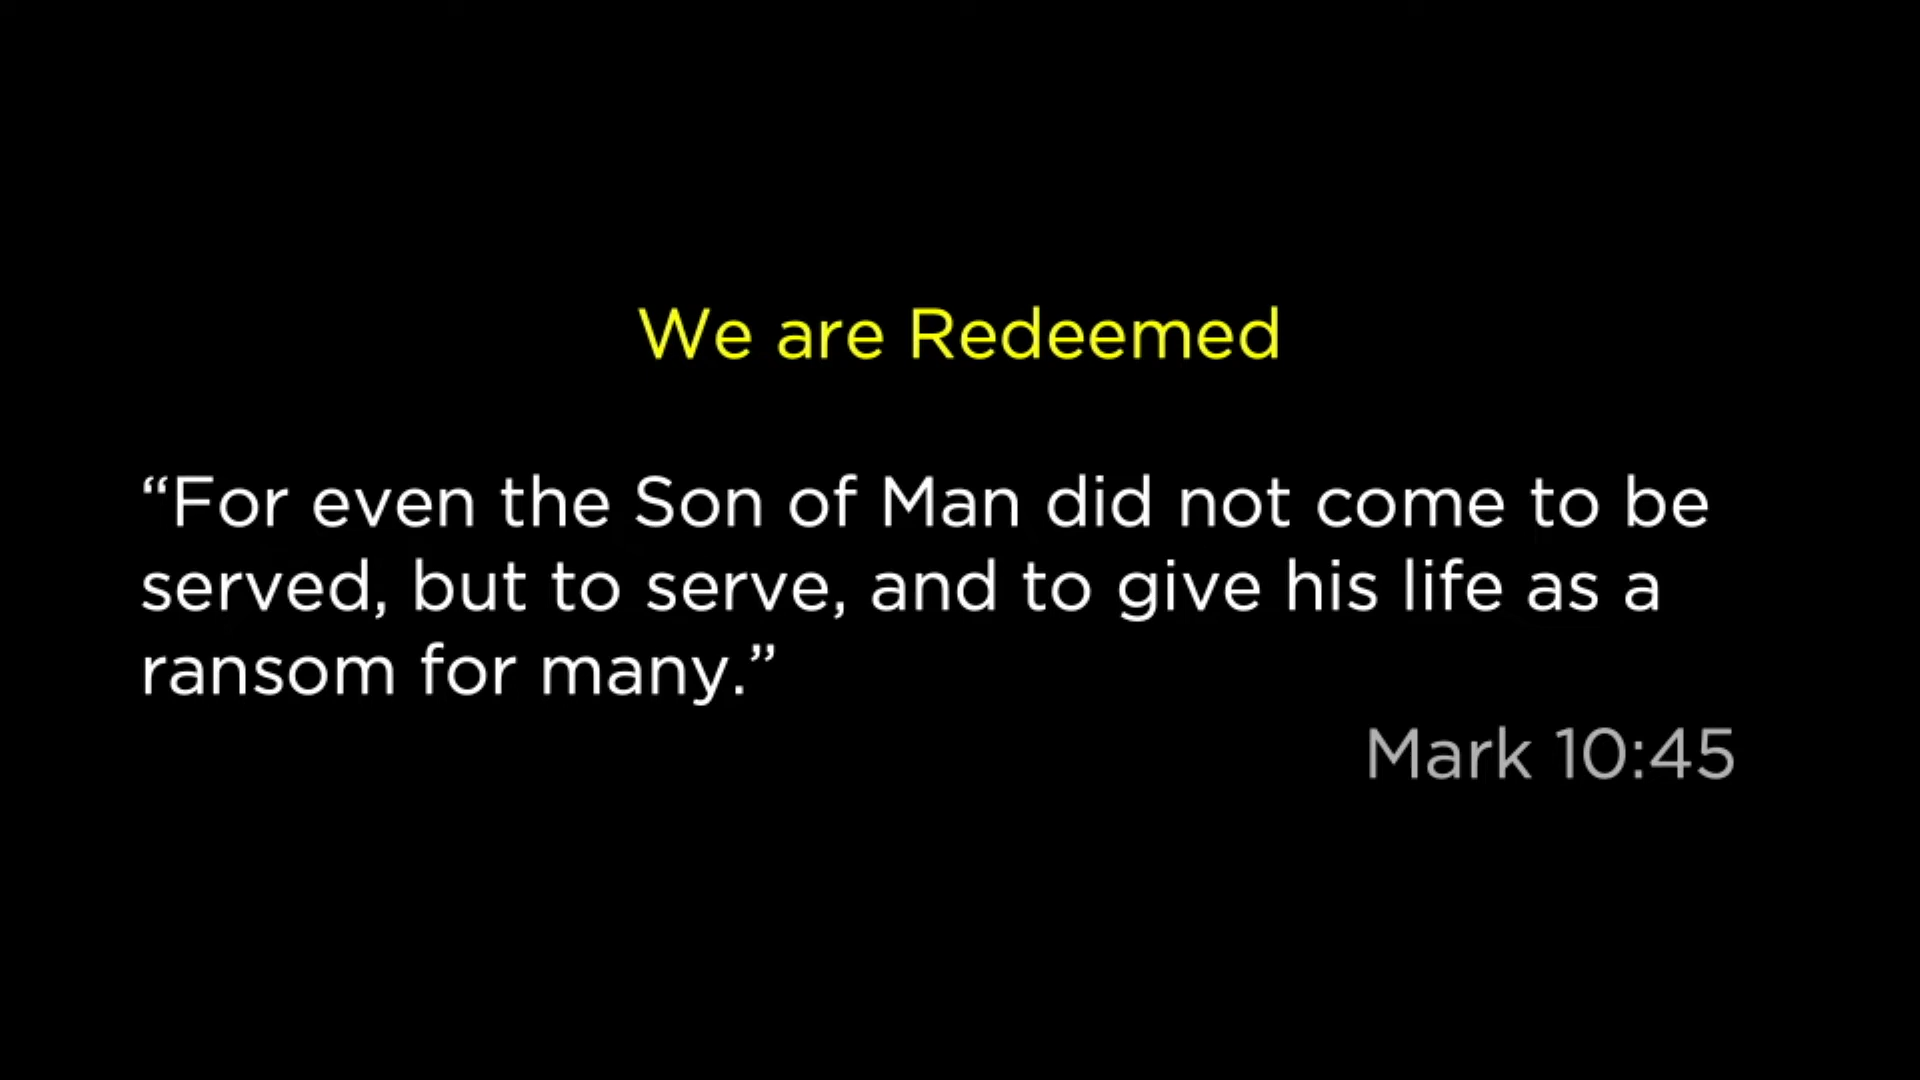 We are Redeemed
“For even the Son of Man did not come to be
served, but to serve, and to give his life as a
ransom for many.”
Mark 10:45